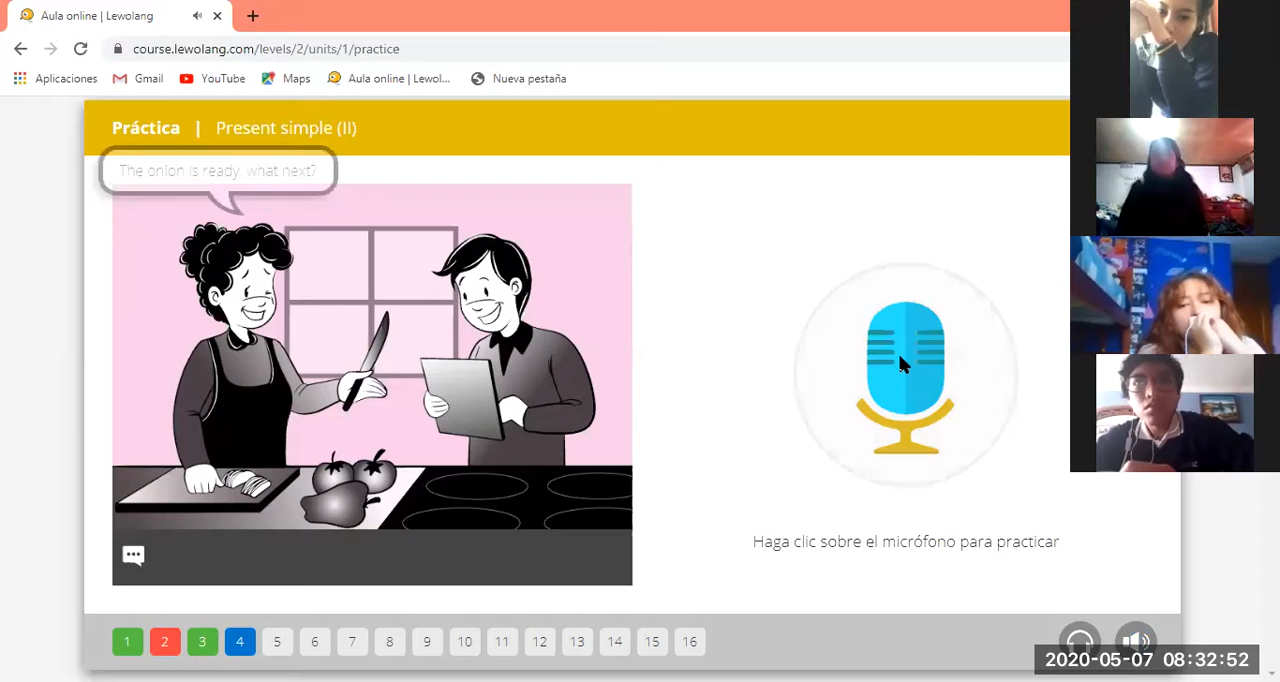 Aula online | Lewolang
course.lewolang.com/levels/2/units/1/practice
Aplicaciones Gmail YouTube Maps Aula online | Lewol... Nueva pestaña
Práctica | Present simple (II)
The onion is ready, what next?
Haga clic sobre el micrófono para practicar
1 2 3 4 5 6 7 8 9 10 11 12 13 14 15 16
2020-05-07 08:32:52